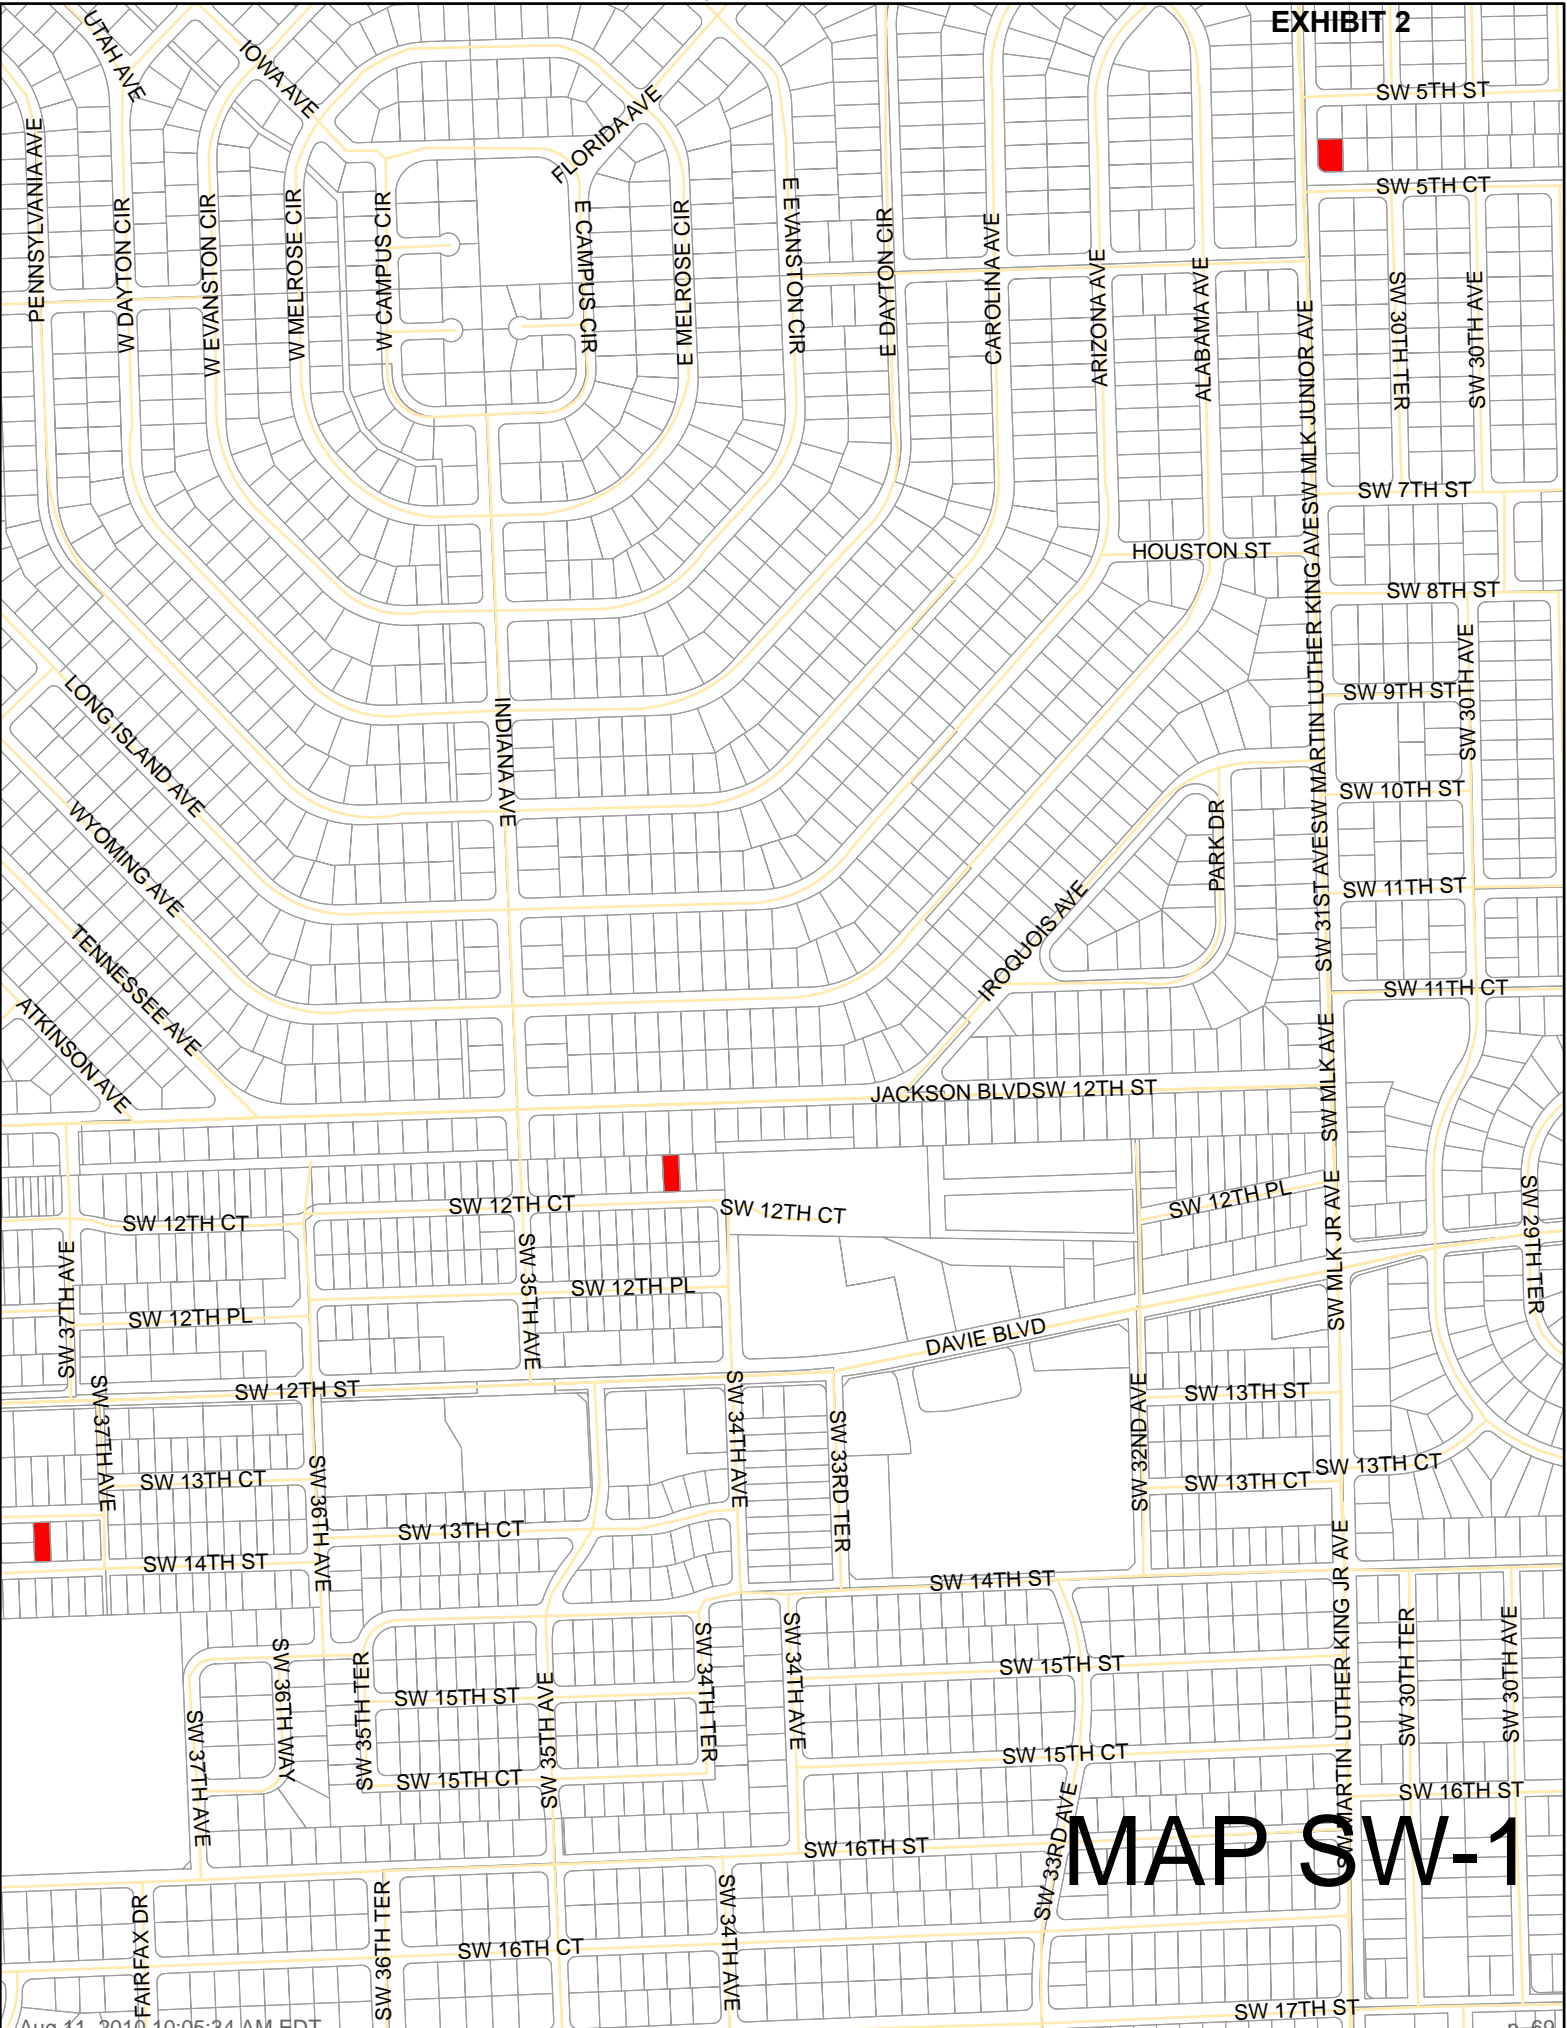 EXHIBIT 2
UTAH AVE
IOWA AVE
SW 5TH ST
FLORIDA AVE
PENNSYLVANIA AVE
SW 5TH CT
W DAYTON CIR
W EVANSTON CIR
W MELROSE CIR
W CAMPUS CIR
E CAMPUS CIR
E MELROSE CIR
E EVANSTON CIR
E DAYTON CIR
CAROLINA AVE
ARIZONA AVE
ALABAMA AVE
SW 30TH TER
SW 30TH AVE
SW MLK JUNIOR AVE
SW 7TH ST
HOUSTON ST
SW 8TH ST
SW MARTIN LUTHER KING AVE
SW 30TH AVE
SW 9TH ST
LONG ISLAND AVE
INDIANA AVE
SW 10TH ST
WYOMING AVE
PARK DR
SW 31ST AVE
SW 11TH ST
IROQUOIS AVE
TENNESSEE AVE
SW 11TH CT
ATKINSON AVE
SW MLK AVE
JACKSON BLVD
SW 12TH ST
SW 12TH CT
SW 12TH CT
SW 12TH CT
SW 12TH PL
SW MLK JR AVE
SW 29TH TER
SW 37TH AVE
SW 35TH AVE
SW 12TH PL
SW 12TH PL
DAVIE BLVD
SW 12TH ST
SW 13TH ST
SW 37TH AVE
SW 34TH AVE
SW 33RD TER
SW 32ND AVE
SW 13TH CT
SW 13TH CT
SW 13TH CT
SW 36TH AVE
SW 13TH CT
SW 14TH ST
SW 14TH ST
SW MARTIN LUTHER KING JR AVE
SW 36TH WAY
SW 35TH TER
SW 34TH TER
SW 34TH AVE
SW 15TH ST
SW 30TH TER
SW 30TH AVE
SW 15TH ST
SW 35TH AVE
SW 37TH AVE
SW 15TH CT
SW 15TH CT
SW 16TH ST
SW 33RD AVE
SW 16TH ST
MAP SW-1
FAIRFAX DR
SW 36TH TER
SW 34TH AVE
SW 16TH CT
SW 17TH ST
Aug 11, 2010 10:05:34 AM EDT
p. 69